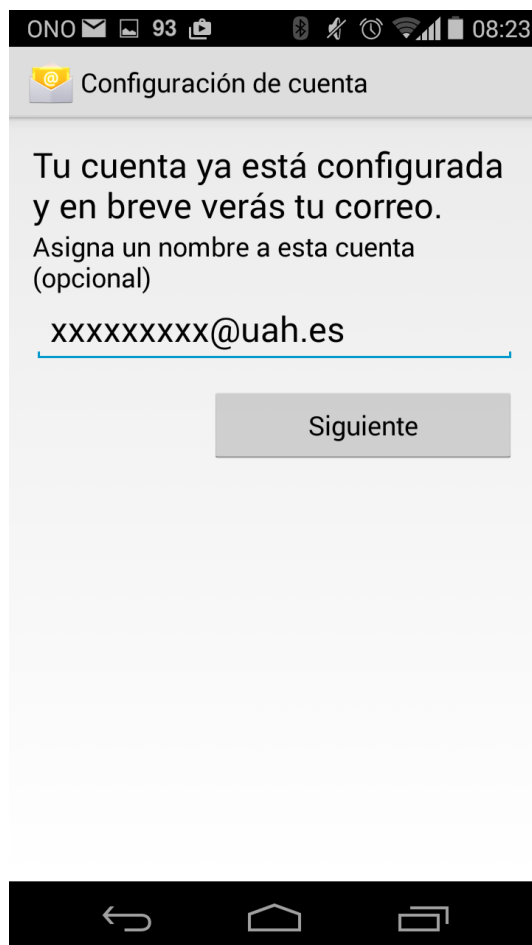 ONO 93 08:23
Configuración de cuenta
Tu cuenta ya está configurada
y en breve verás tu correo.
Asigna un nombre a esta cuenta
(opcional)
xxxxxxxxx@uah.es
Siguiente